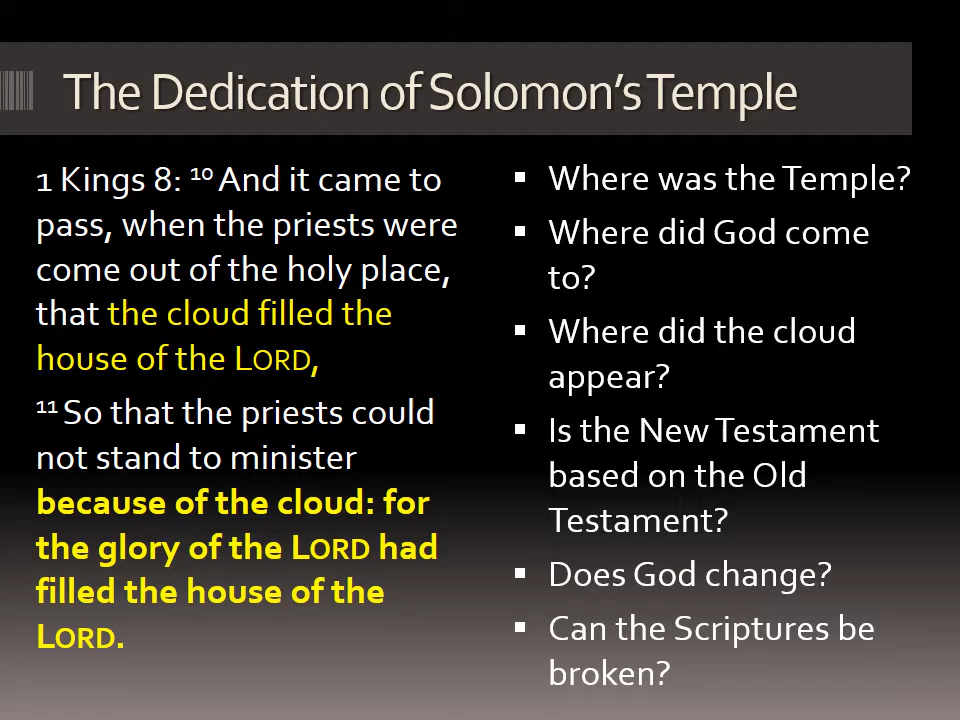 The Dedication of Solomon's Temple
1 Kings 8: ¹⁰ And it came to
pass, when the priests were
come out of the holy place,
that the cloud filled the
house of the LORD,
¹¹ So that the priests could
not stand to minister
because of the cloud: for
the glory of the LORD had
filled the house of the
LORD.
▪ Where was the Temple?
▪ Where did God come
to?
▪ Where did the cloud
appear?
▪ Is the New Testament
based on the Old
Testament?
▪ Does God change?
▪ Can the Scriptures be
broken?